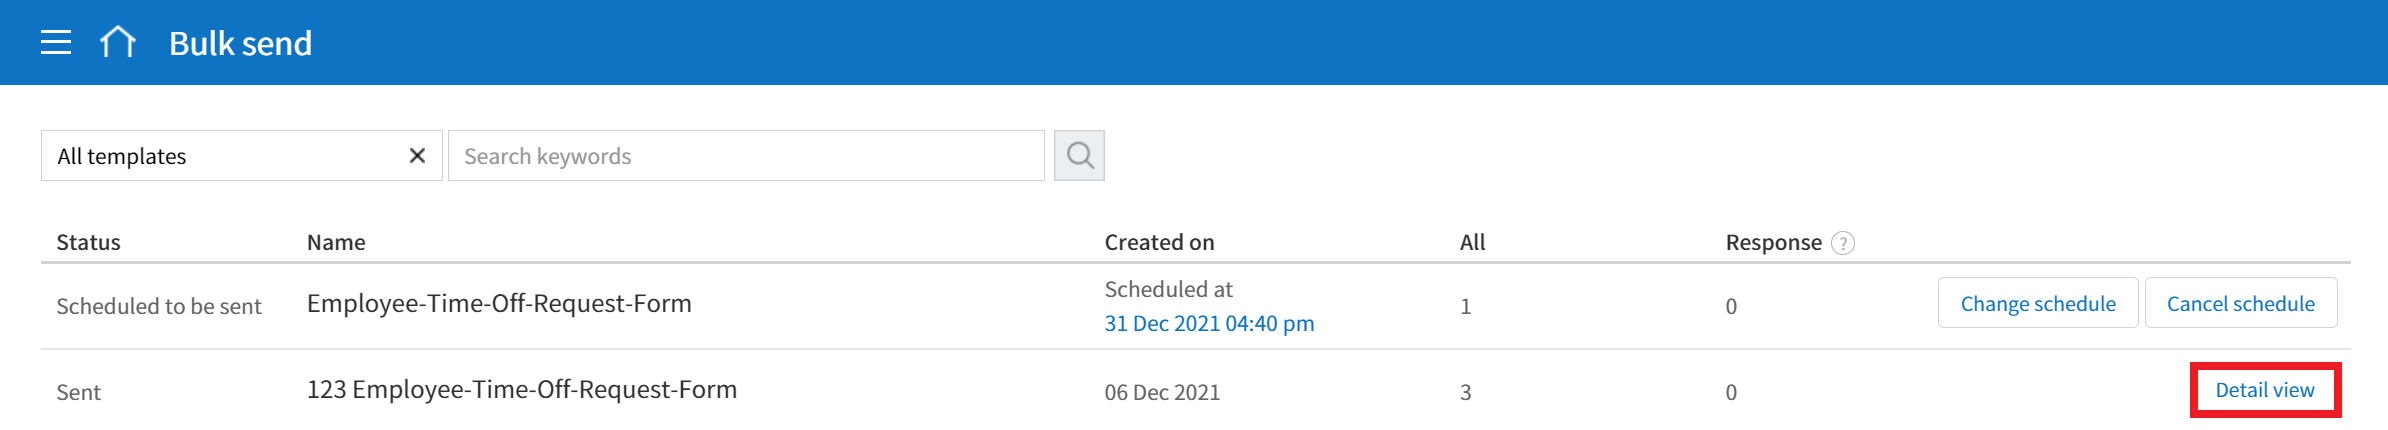 Bulk send
All templates
Search keywords
Status Name Created on All Response ?
Scheduled to be sent Employee-Time-Off-Request-Form Scheduled at 31 Dec 2021 04:40 pm 1 0 Change schedule Cancel schedule
Sent 123 Employee-Time-Off-Request-Form 06 Dec 2021 3 0 Detail view